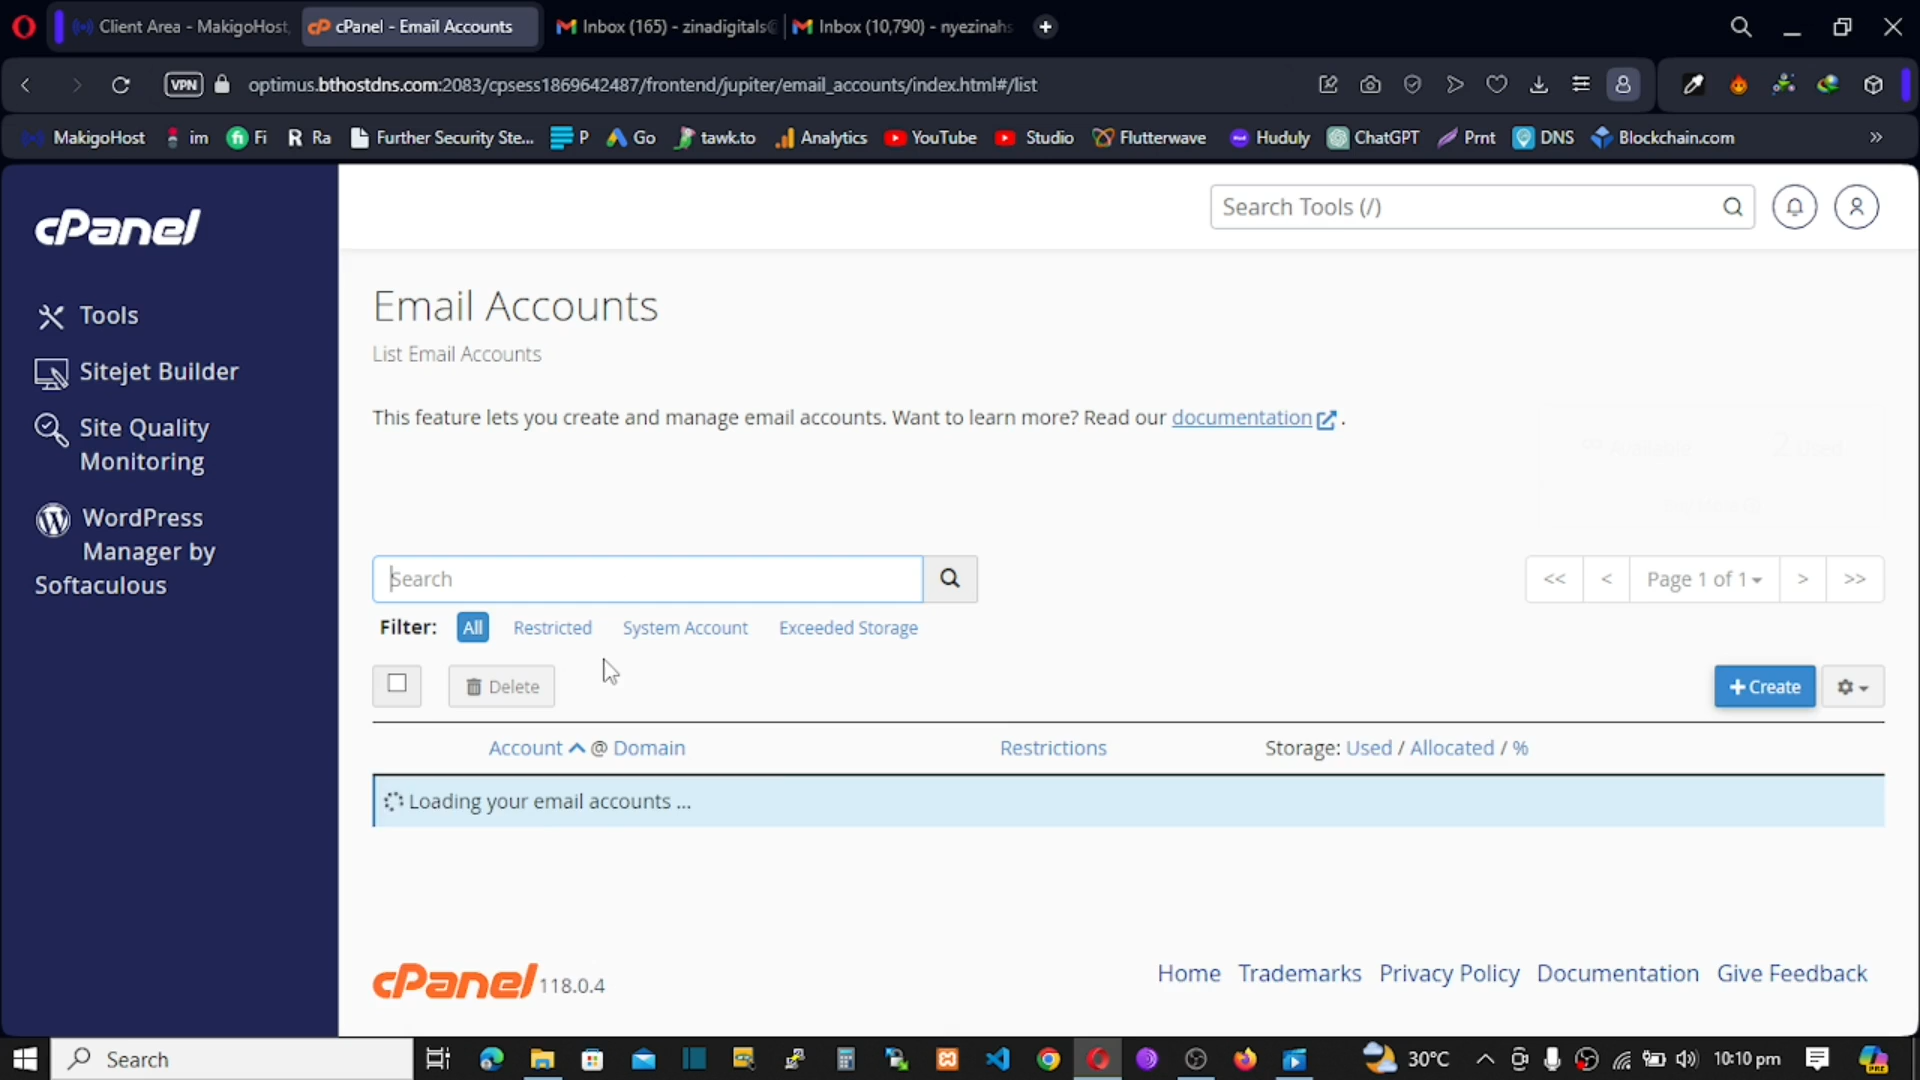 Client Area - MakigoHost
cPanel - Email Accounts
Inbox (165) - zinadigitals@
Inbox (10,790) - nyezinahs
VPN
optimus.bthostdns.com:2083/cpsess1869642487/frontend/jupiter/email_accounts/index.html#/list
MakigoHost
im
Fi
R Ra
Further Security Ste...
P
Go
tawk.to
Analytics
YouTube
Studio
Flutterwave
Huduly
ChatGPT
Prnt
DNS
Blockchain.com
»
cPanel
Search Tools (/)
Tools
Sitejet Builder
Site Quality
Monitoring
WordPress
Manager by
Softaculous
Email Accounts
List Email Accounts
This feature lets you create and manage email accounts. Want to learn more? Read our documentation .
Search
<< < Page 1 of 1 > >>
Filter: All Restricted System Account Exceeded Storage
Delete
+ Create
Account @ Domain Restrictions Storage: Used / Allocated / %
Loading your email accounts ...
cPanel 118.0.4
Home Trademarks Privacy Policy Documentation Give Feedback
Search
30°C
10:10 pm
PRE